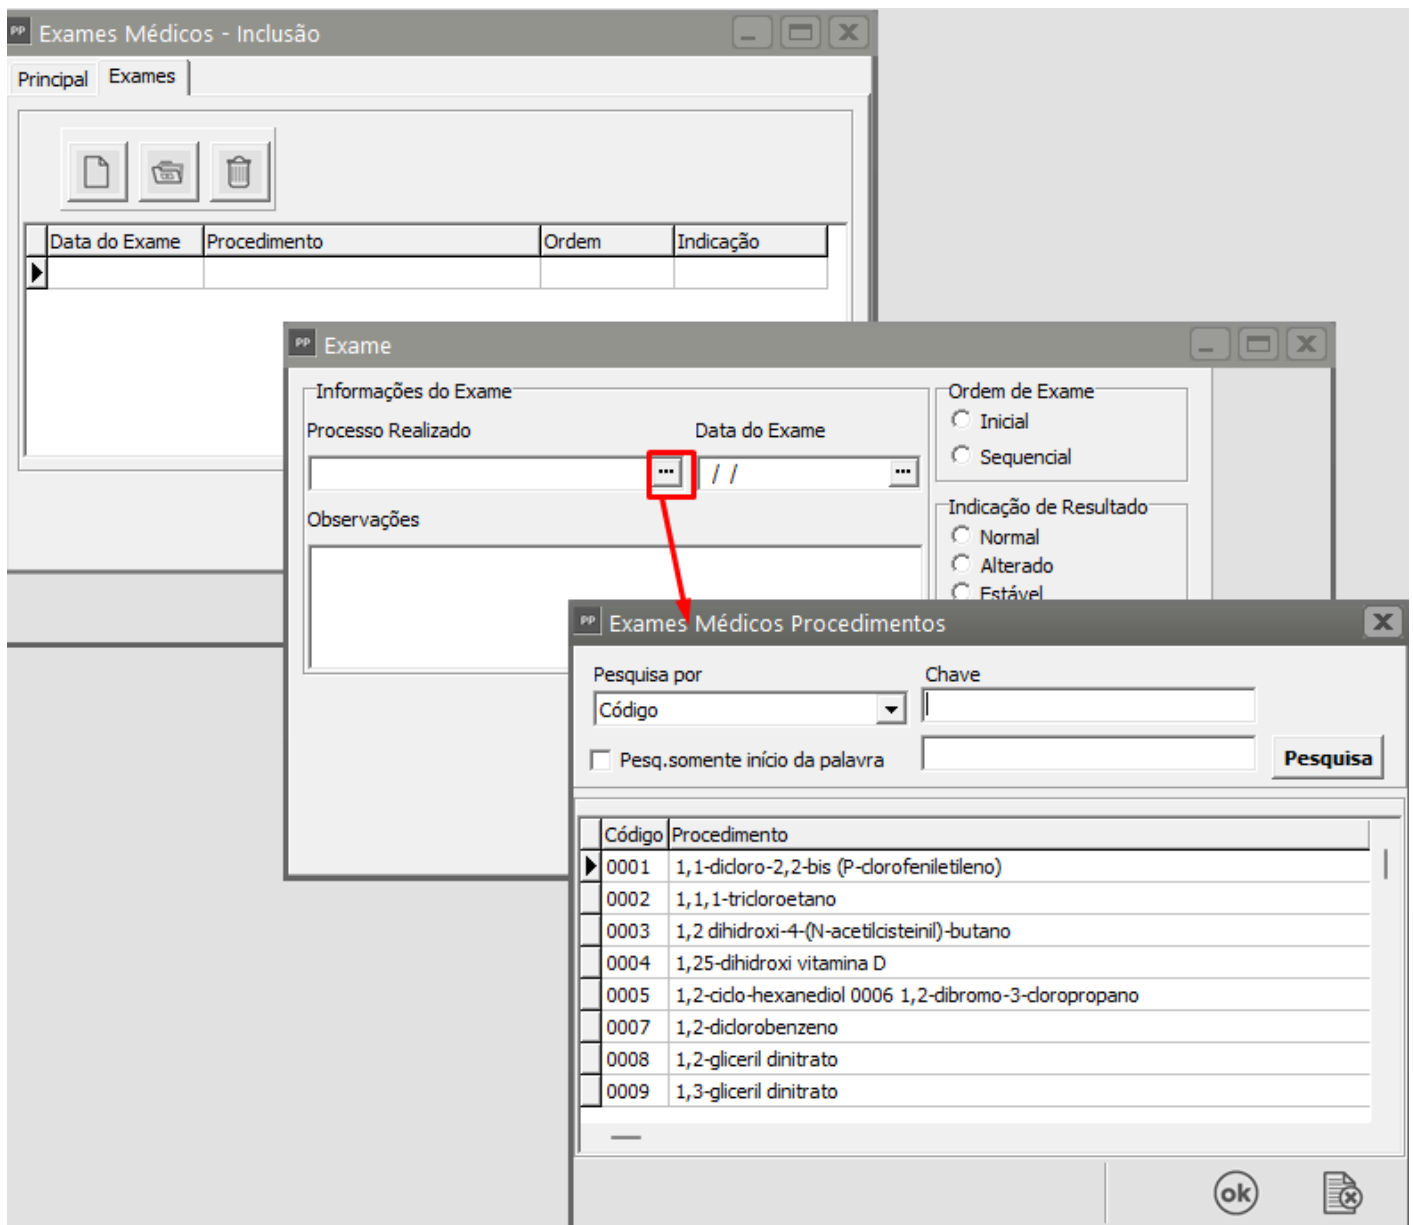 PP Exames Médicos - Inclusão
Principal Exames
Data do Exame Procedimento Ordem Indicação
PP Exame
Informações do Exame
Processo Realizado Data do Exame
/ /
Observações
Ordem de Exame
Inicial
Sequencial
Indicação de Resultado
Normal
Alterado
Estável
PP Exames Médicos Procedimentos
Pesquisa por Chave
Código
Pesq.somente início da palavra Pesquisa
Código Procedimento
0001 1,1-dicloro-2,2-bis (P-clorofeniletileno)
0002 1,1,1-tricloroetano
0003 1,2 dihidroxi-4-(N-acetilcisteinil)-butano
0004 1,25-dihidroxi vitamina D
0005 1,2-ciclo-hexanediol 0006 1,2-dibromo-3-cloropropano
0007 1,2-diclorobenzeno
0008 1,2-gliceril dinitrato
0009 1,3-gliceril dinitrato
ok